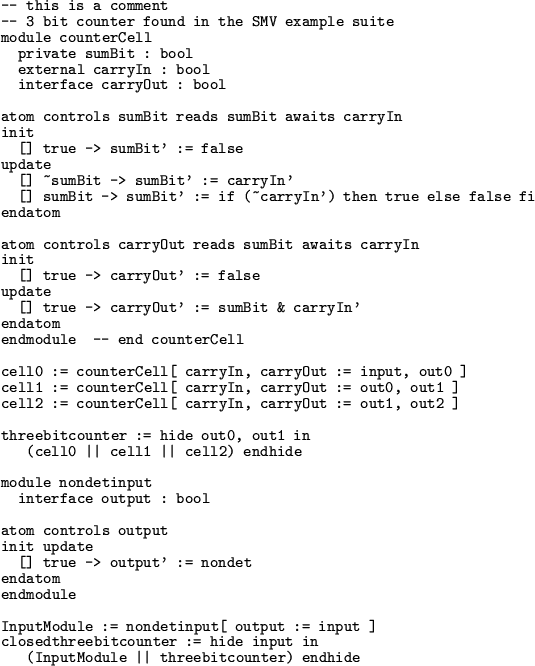 -- this is a comment
-- 3 bit counter found in the SMV example suite
module counterCell
  private sumBit : bool
  external carryIn : bool
  interface carryOut : bool

atom controls sumBit reads sumBit awaits carryIn
init
  [] true -> sumBit' := false
update
  [] ~sumBit -> sumBit' := carryIn'
  [] sumBit -> sumBit' := if (~carryIn') then true else false fi
endatom

atom controls carryOut reads sumBit awaits carryIn
init
  [] true -> carryOut' := false
update
  [] true -> carryOut' := sumBit & carryIn'
endatom
endmodule  -- end counterCell

cell0 := counterCell[ carryIn, carryOut := input, out0 ]
cell1 := counterCell[ carryIn, carryOut := out0, out1 ]
cell2 := counterCell[ carryIn, carryOut := out1, out2 ]

threebitcounter := hide out0, out1 in
   (cell0 || cell1 || cell2) endhide

module nondetinput
  interface output : bool

atom controls output
init update
  [] true -> output' := nondet
endatom
endmodule

InputModule := nondetinput[ output := input ]
closedthreebitcounter := hide input in
   (InputModule || threebitcounter) endhide